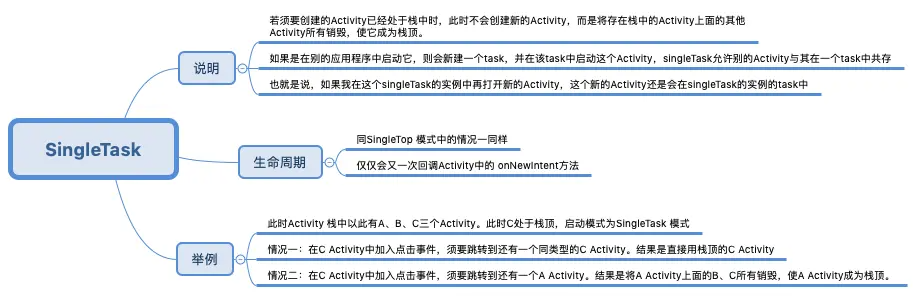 SingleTask
说明
若须要创建的Activity已经处于栈中时，此时不会创建新的Activity，而是将存在栈中的Activity上面的其他
Activity所有销毁，使它成为栈顶。
如果是在别的应用程序中启动它，则会新建一个task，并在该task中启动这个Activity，singleTask允许别的Activity与其在一个task中共存
也就是说，如果我在这个singleTask的实例中再打开新的Activity，这个新的Activity还是会在singleTask的实例的task中
生命周期
同SingleTop 模式中的情况一同样
仅仅会又一次回调Activity中的 onNewIntent方法
举例
此时Activity 栈中以此有A、B、C三个Activity。此时C处于栈顶，启动模式为SingleTask 模式
情况一：在C Activity中加入点击事件，须要跳转到还有一个同类型的C Activity。结果是直接用栈顶的C Activity
情况二：在C Activity中加入点击事件，须要跳转到还有一个A Activity。结果是将A Activity上面的B、C所有销毁，使A Activity成为栈顶。